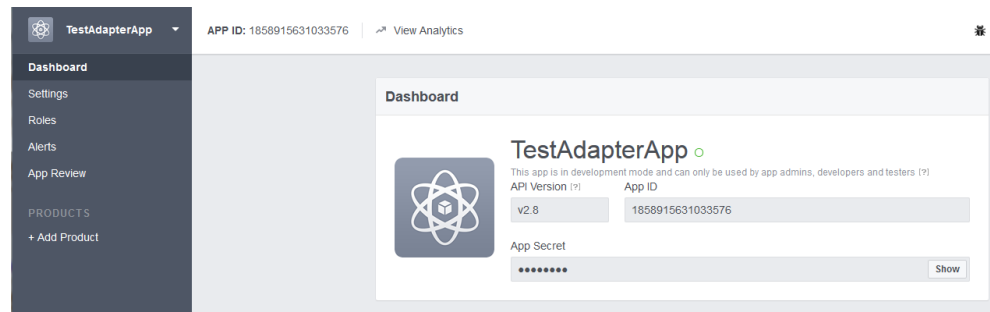 TestAdapterApp
APP ID: 1858915631033576
View Analytics
Dashboard
Settings
Roles
Alerts
App Review
PRODUCTS
+ Add Product
Dashboard
TestAdapterApp
This app is in development mode and can only be used by app admins, developers and testers [?]
API Version [?]
App ID
v2.8
1858915631033576
App Secret
●●●●●●●●
Show